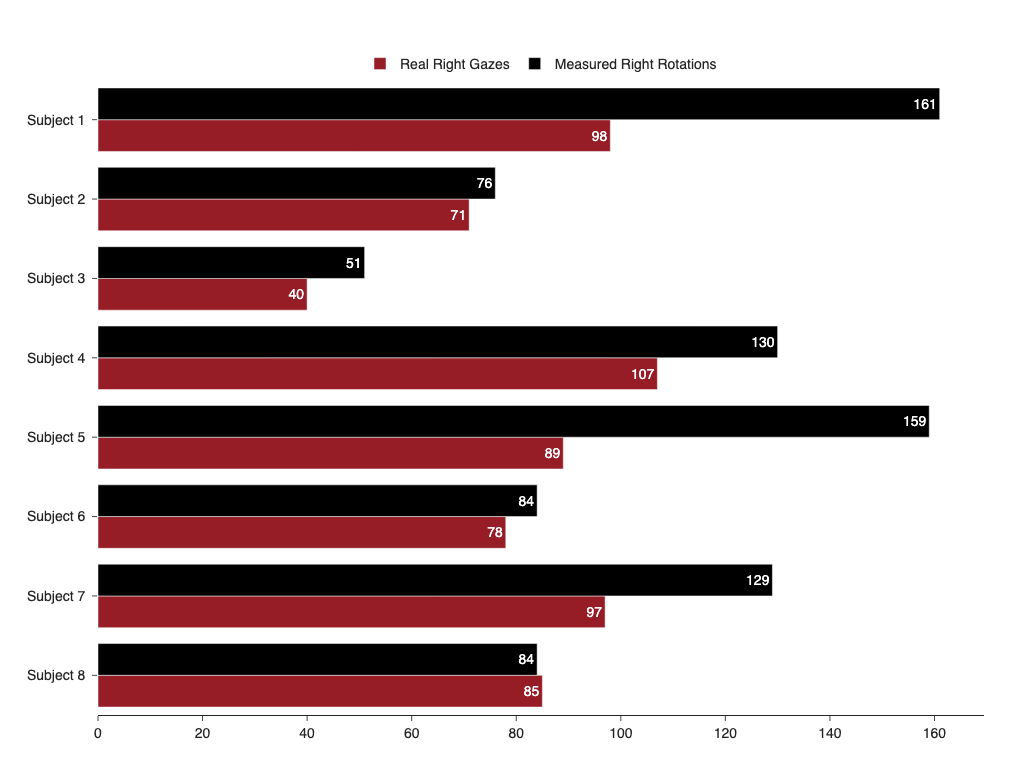 Real Right Gazes Measured Right Rotations
Subject 1 161
98
Subject 2 76
71
Subject 3 51
40
Subject 4 130
107
Subject 5 159
89
Subject 6 84
78
Subject 7 129
97
Subject 8 84
85
0 20 40 60 80 100 120 140 160